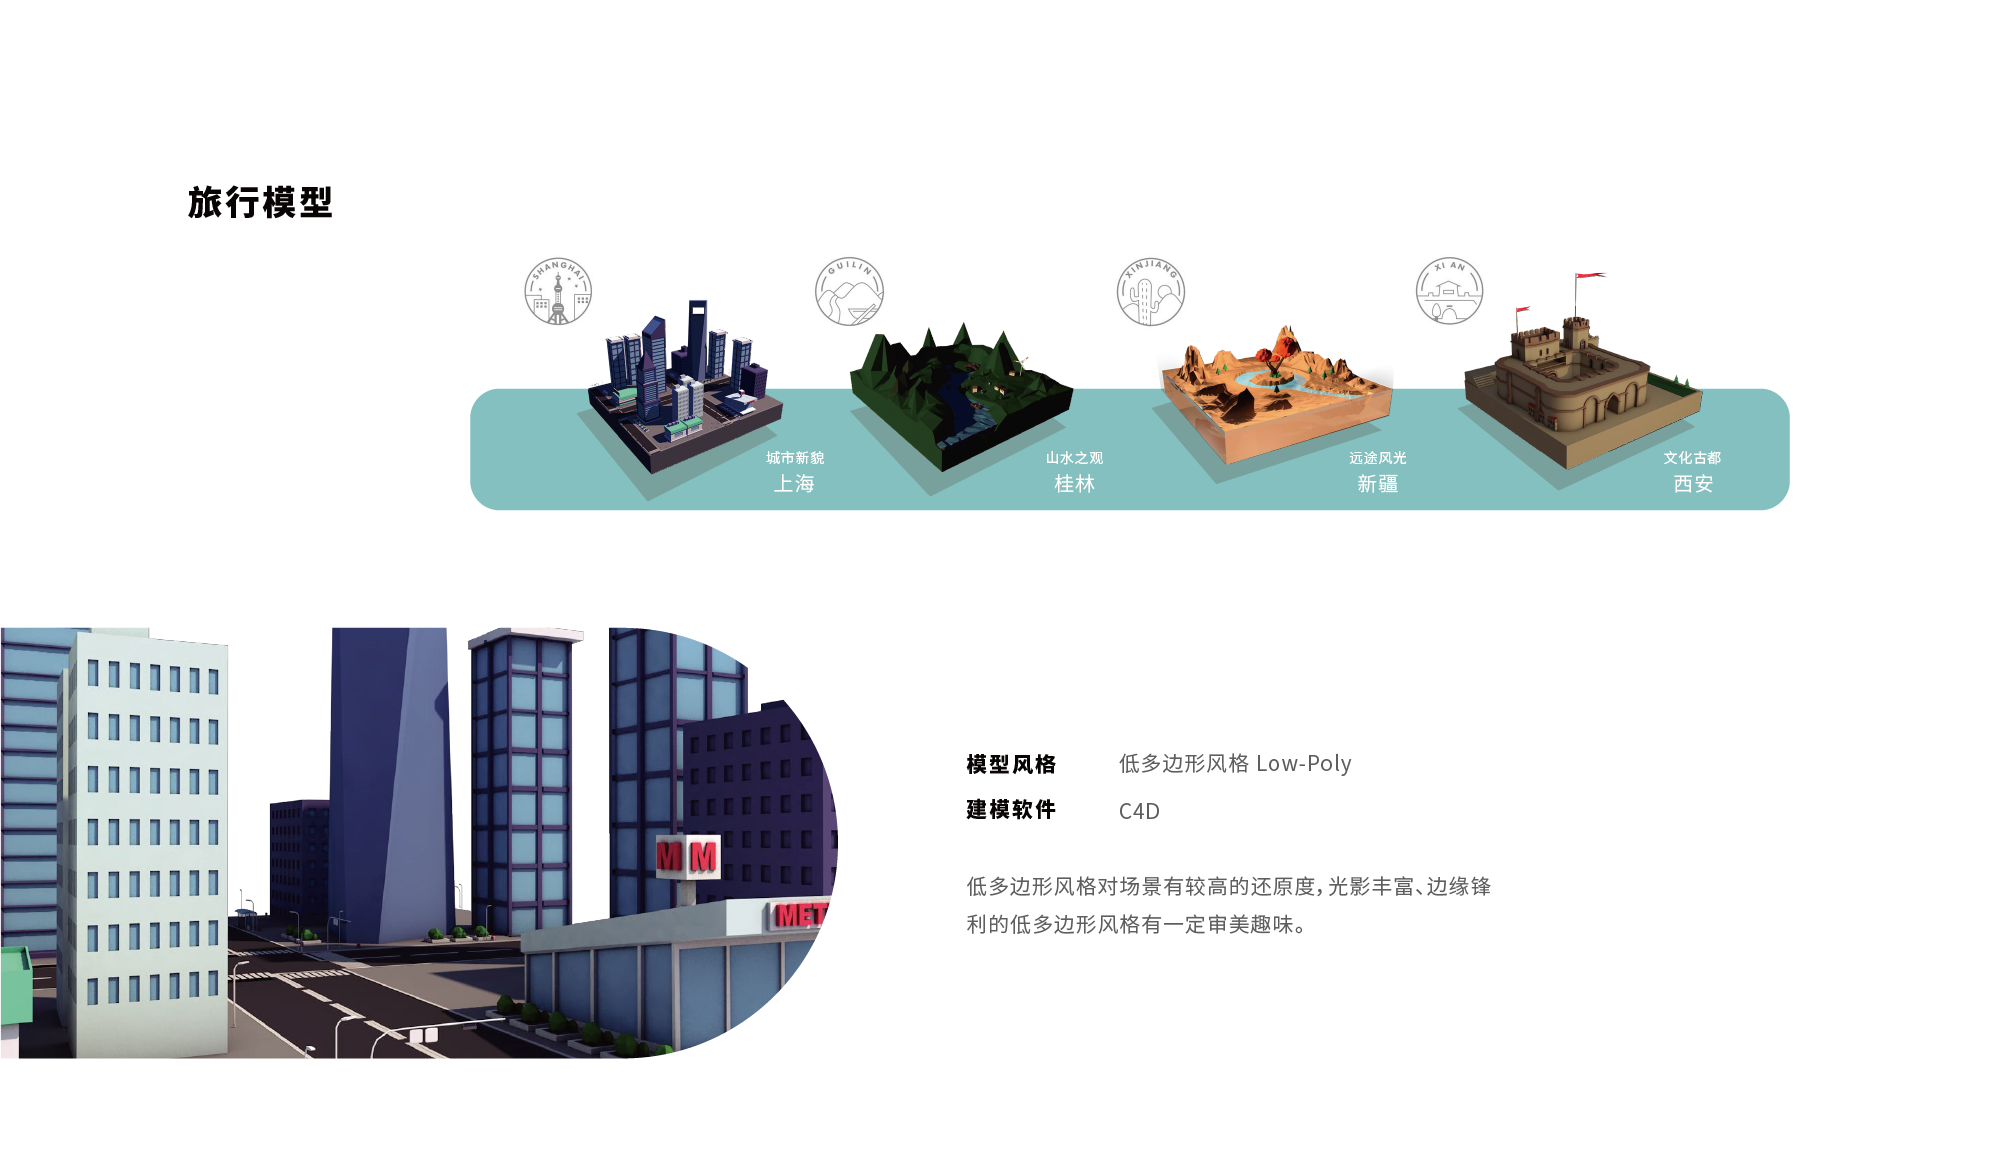 旅行模型
SHANGHAI
GUILIN
XINJIANG
XI AN
城市新貌
上海
山水之观
桂林
远途风光
新疆
文化古都
西安
M M
MET
模型风格 低多边形风格 Low-Poly
建模软件 C4D
低多边形风格对场景有较高的还原度，光影丰富、边缘锋
利的低多边形风格有一定审美趣味。